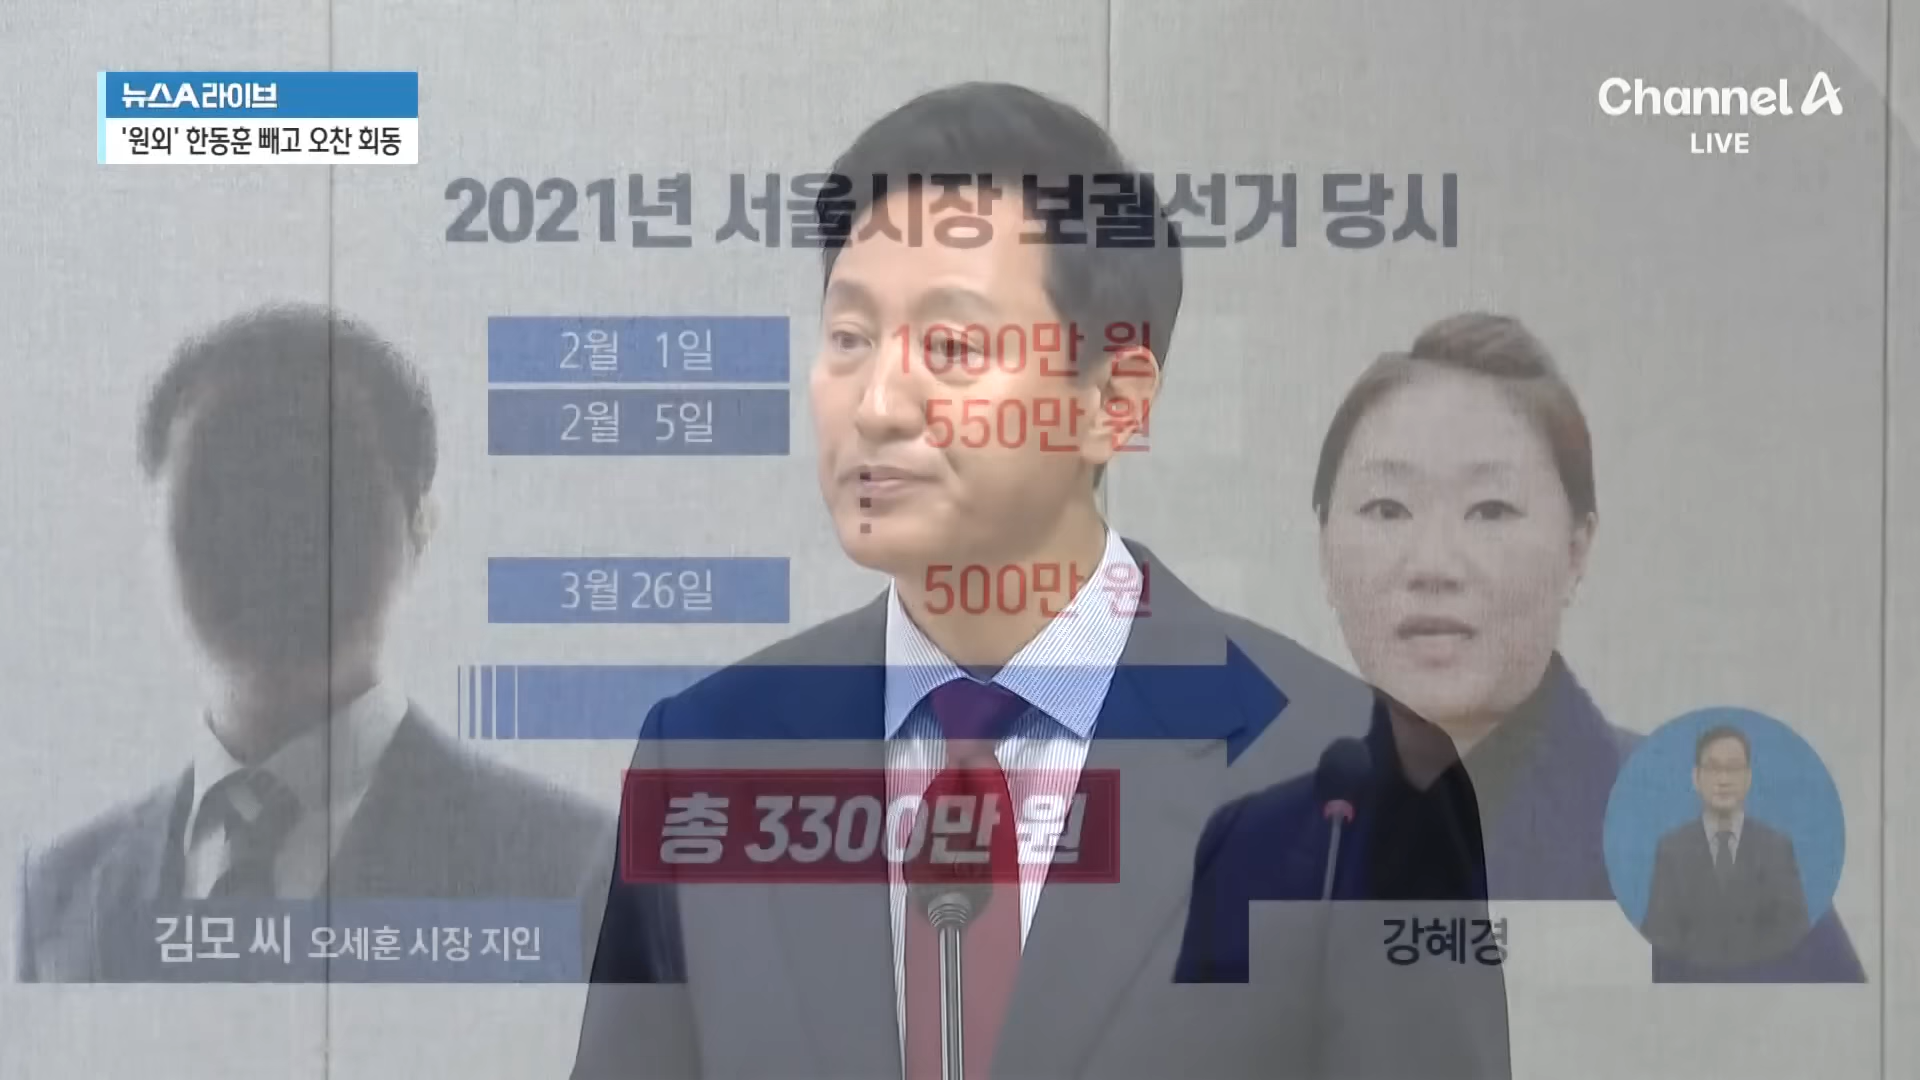 뉴스A 라이브
'원외' 한동훈 빼고 오찬 회동
Channel A
LIVE
2021년 서울시장 보궐선거 당시
2월 1일 1000만 원
2월 5일 550만 원
3월 26일 500만 원
총 3300만 원
김모 씨 오세훈 시장 지인
강혜경